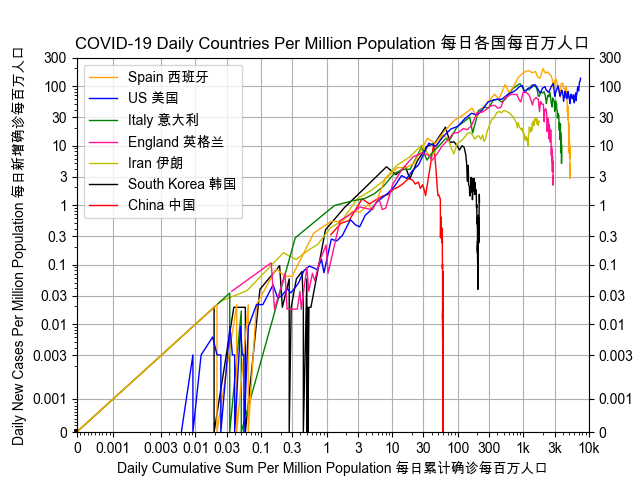 COVID-19 Daily Countries Per Million Population 每日各国每百万人口
Daily New Cases Per Million Population 每日新增确诊每百万人口
300
100
30
10
3
1
0.3
0.1
0.03
0.01
0.003
0.001
0
Spain 西班牙
US 美国
Italy 意大利
England 英格兰
Iran 伊朗
South Korea 韩国
China 中国
300
100
30
10
3
1
0.3
0.1
0.03
0.01
0.003
0.001
0
0 0.001 0.003 0.01 0.03 0.1 0.3 1 3 10 30 100 300 1k 3k 10k
Daily Cumulative Sum Per Million Population 每日累计确诊每百万人口